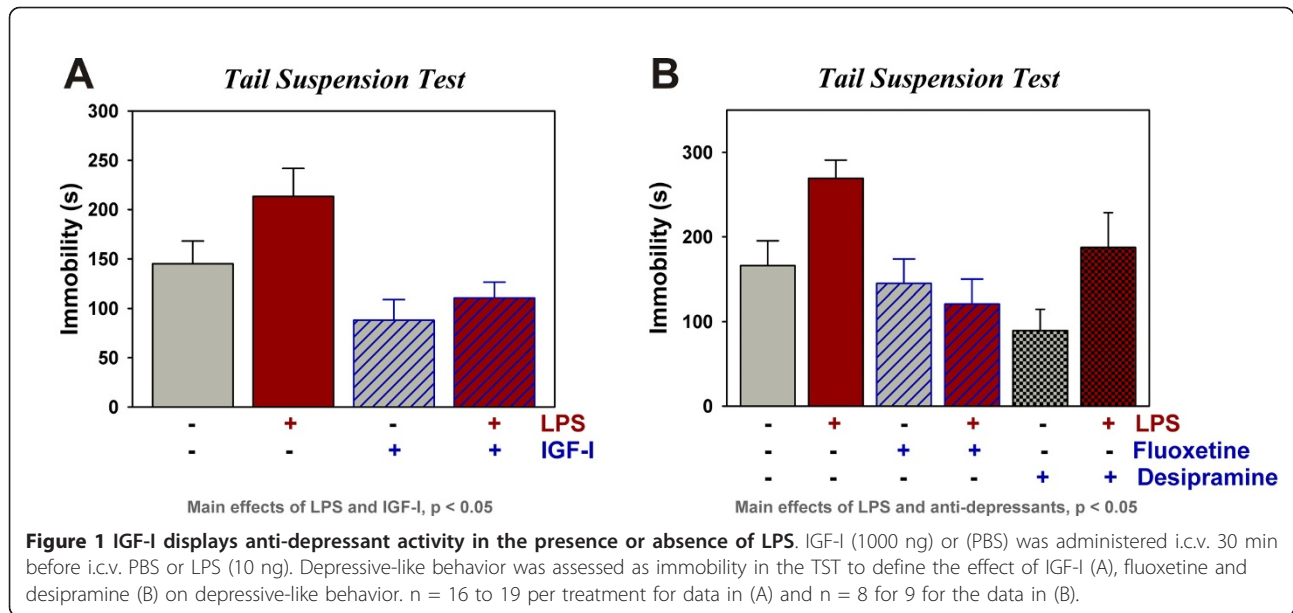 A
Tail Suspension Test
300
250
200
150
100
50
0
Immobility (s)
- + - + LPS
- - + + IGF-I
Main effects of LPS and IGF-I, p < 0.05
B
Tail Suspension Test
300
200
100
0
Immobility (s)
- + - + - + LPS
- - + + - - Fluoxetine
- - - - + + Desipramine
Main effects of LPS and anti-depressants, p < 0.05
Figure 1 IGF-I displays anti-depressant activity in the presence or absence of LPS. IGF-I (1000 ng) or (PBS) was administered i.c.v. 30 min
before i.c.v. PBS or LPS (10 ng). Depressive-like behavior was assessed as immobility in the TST to define the effect of IGF-I (A), fluoxetine and
desipramine (B) on depressive-like behavior. n = 16 to 19 per treatment for data in (A) and n = 8 for 9 for the data in (B).